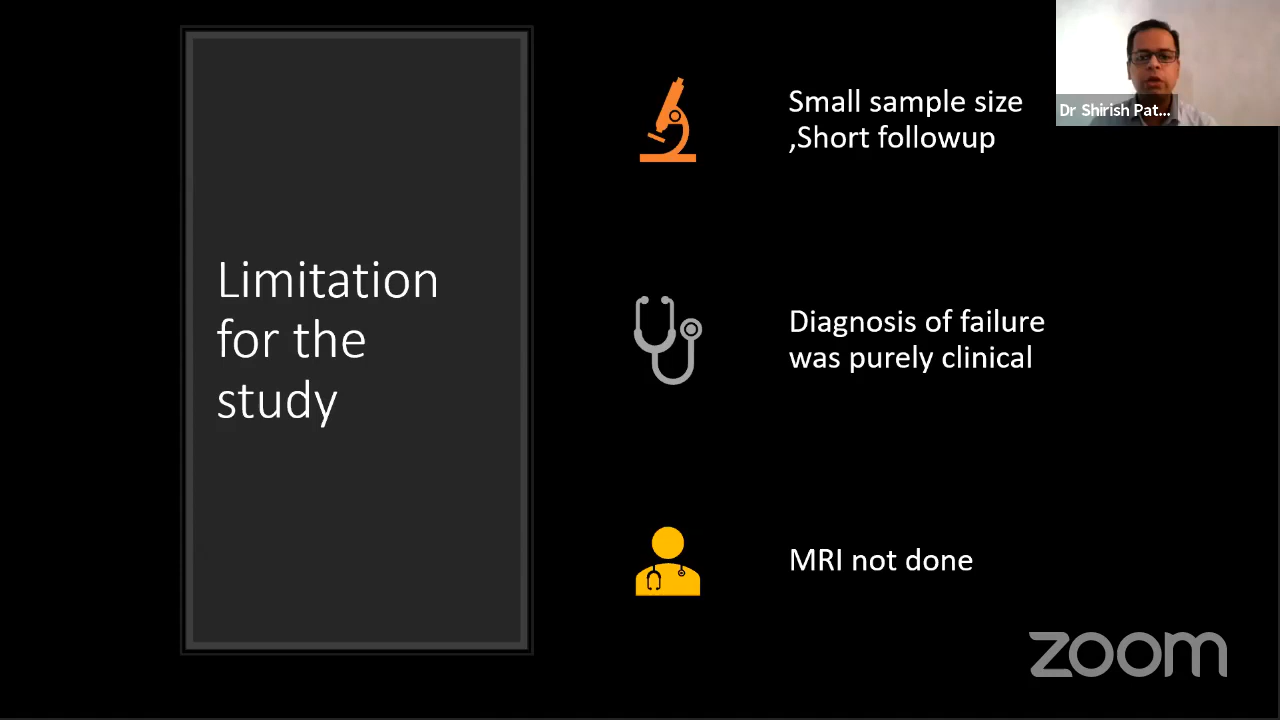 Limitation
for the
study
Small sample size
,Short followup
Diagnosis of failure
was purely clinical
MRI not done
Dr Shirish Pat...
zoom